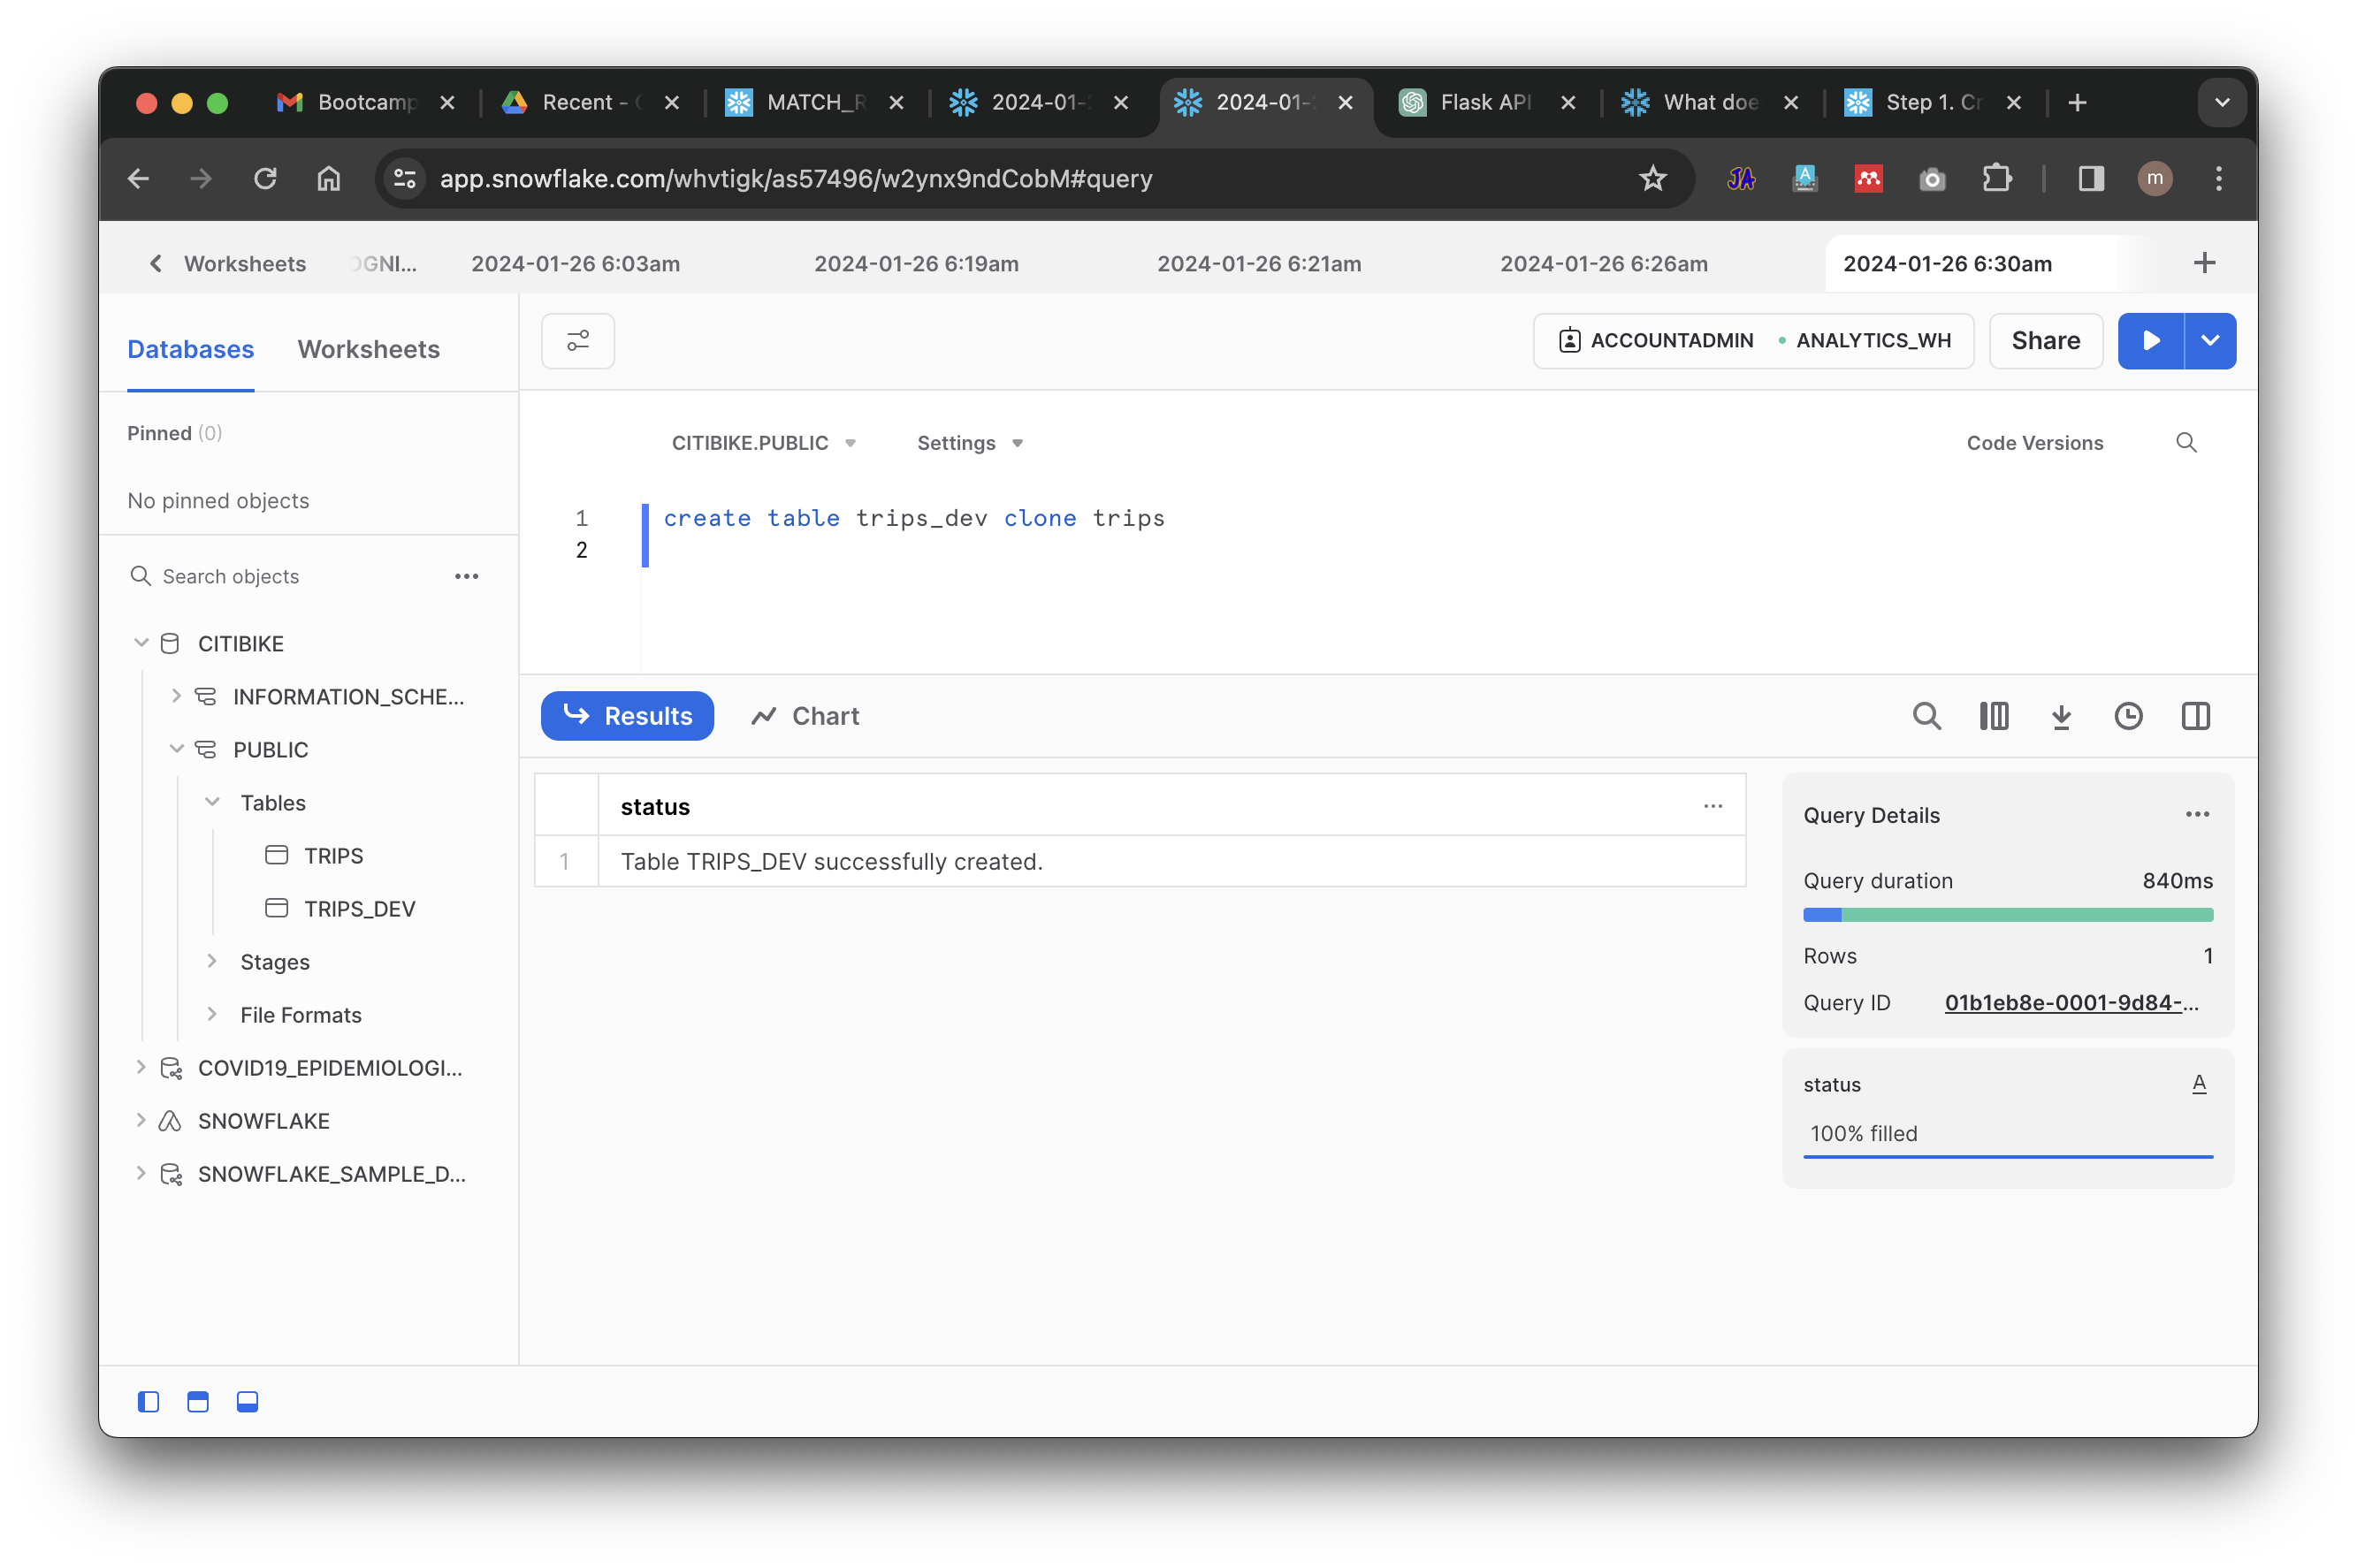 Bootcamp
Recent -
MATCH_R
2024-01-
2024-01-
Flask API
What doe
Step 1. Cr
app.snowflake.com/whvtigk/as57496/w2ynx9ndCobM#query
m
Worksheets
OGNI...
2024-01-26 6:03am
2024-01-26 6:19am
2024-01-26 6:21am
2024-01-26 6:26am
2024-01-26 6:30am
Databases
Worksheets
ACCOUNTADMIN
ANALYTICS_WH
Share
Pinned (0)
No pinned objects
CITIBIKE.PUBLIC
Settings
Code Versions
1 create table trips_dev clone trips
2
Search objects
CITIBIKE
INFORMATION_SCHE...
PUBLIC
Tables
TRIPS
TRIPS_DEV
Stages
File Formats
COVID19_EPIDEMIOLOGI...
SNOWFLAKE
SNOWFLAKE_SAMPLE_D...
Results
Chart
status
1 Table TRIPS_DEV successfully created.
Query Details
Query duration 840ms
Rows 1
Query ID 01b1eb8e-0001-9d84-...
status A
100% filled